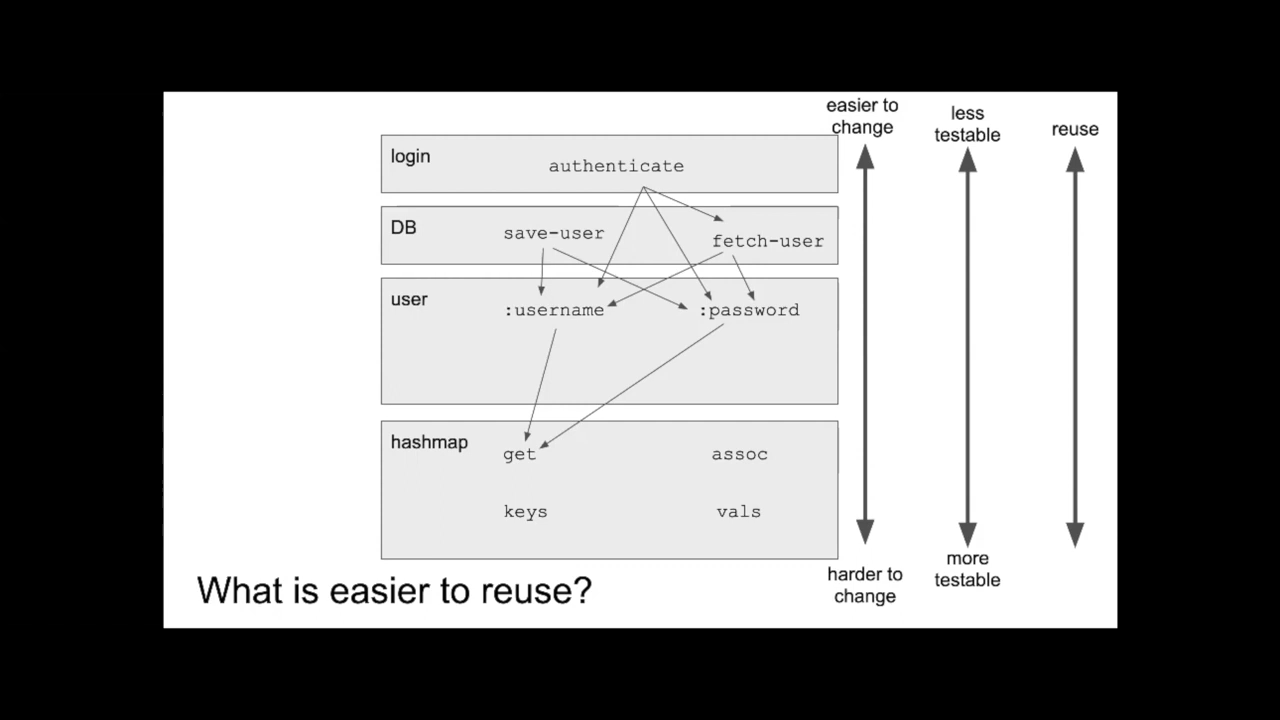 easier to
change
less
testable
reuse
login
authenticate
DB
save-user
fetch-user
user
:username
:password
hashmap
get
assoc
keys
vals
harder to
change
more
testable
What is easier to reuse?